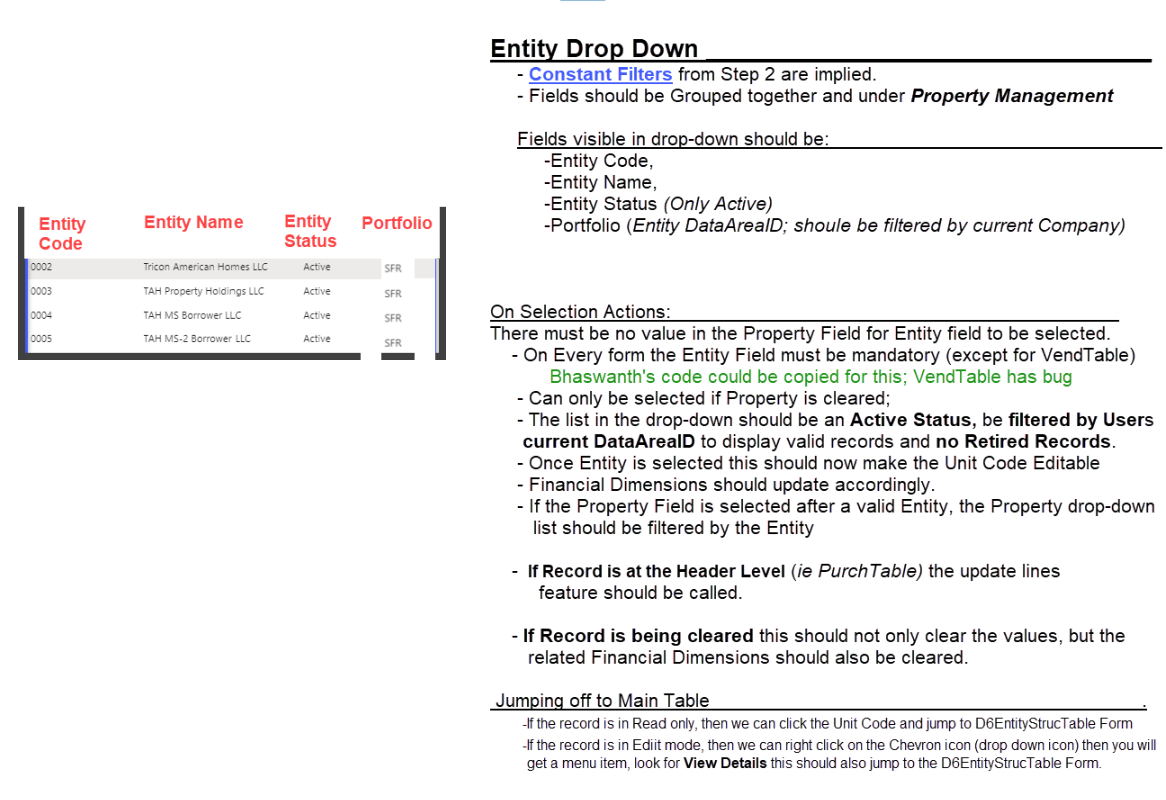 Entity Drop Down
- Constant Filters from Step 2 are implied.
- Fields should be Grouped together and under Property Management
Fields visible in drop-down should be:
-Entity Code,
-Entity Name,
-Entity Status (Only Active)
-Portfolio (Entity DataAreaID; shoule be filtered by current Company)
Entity Code Entity Name Entity Status Portfolio
0002 Tricon American Homes LLC Active SFR
0003 TAH Property Holdings LLC Active SFR
0004 TAH MS Borrower LLC Active SFR
0005 TAH MS-2 Borrower LLC Active SFR
On Selection Actions:
There must be no value in the Property Field for Entity field to be selected.
- On Every form the Entity Field must be mandatory (except for VendTable)
Bhaswanth's code could be copied for this; VendTable has bug
- Can only be selected if Property is cleared;
- The list in the drop-down should be an Active Status, be filtered by Users
current DataAreaID to display valid records and no Retired Records.
- Once Entity is selected this should now make the Unit Code Editable
- Financial Dimensions should update accordingly.
- If the Property Field is selected after a valid Entity, the Property drop-down
list should be filtered by the Entity
- If Record is at the Header Level (ie PurchTable) the update lines
feature should be called.
- If Record is being cleared this should not only clear the values, but the
related Financial Dimensions should also be cleared.
Jumping off to Main Table .
-If the record is in Read only, then we can click the Unit Code and jump to D6EntityStrucTable Form
-If the record is in Ediit mode, then we can right click on the Chevron icon (drop down icon) then you will
get a menu item, look for View Details this should also jump to the D6EntityStrucTable Form.